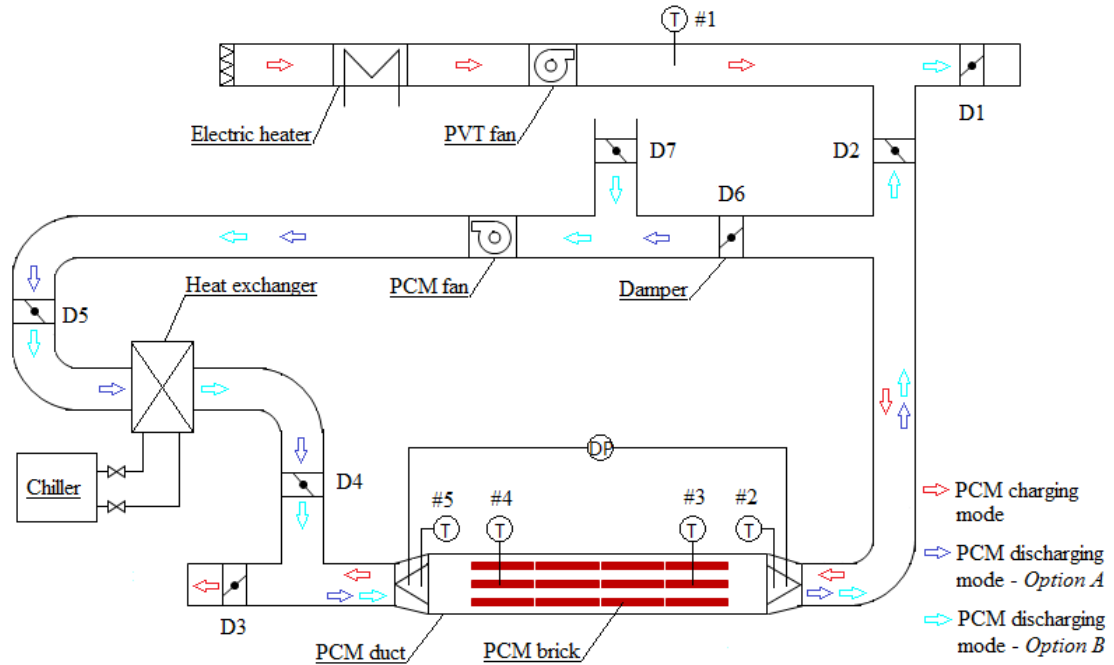 T #1
Electric heater
PVT fan
D1
D7
D2
D6
Heat exchanger
PCM fan
Damper
D5
DP
Chiller
D4
#5
#4
#3
#2
T
T
T
T
D3
PCM duct
PCM brick
PCM charging
mode
PCM discharging
mode - Option A
PCM discharging
mode - Option B